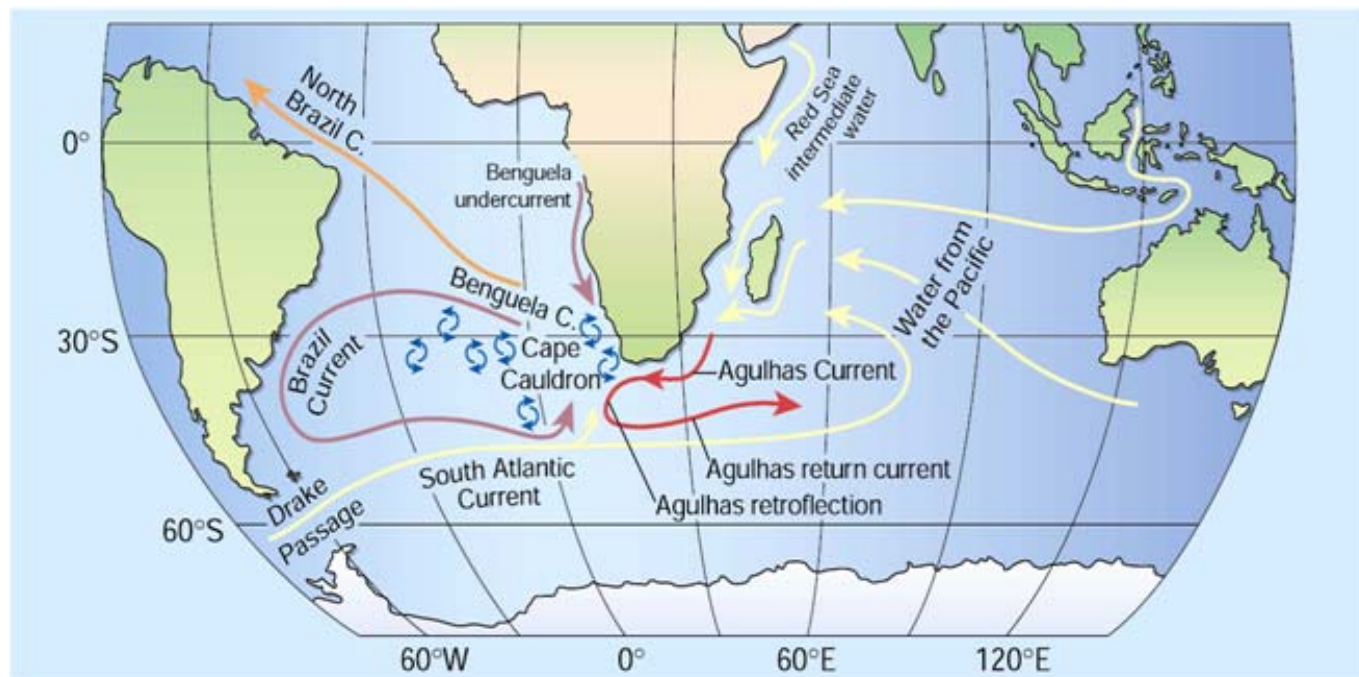 North
Brazil C.
Red Sea
intermediate
water
0°
Benguela
undercurrent
Water from
the Pacific
Benguela C.
30°S
Brazil
Current
Cape
Cauldron
Agulhas Current
South Atlantic
Current
Agulhas return current
Agulhas retroflection
Drake
Passage
60°S
60°W
0°
60°E
120°E